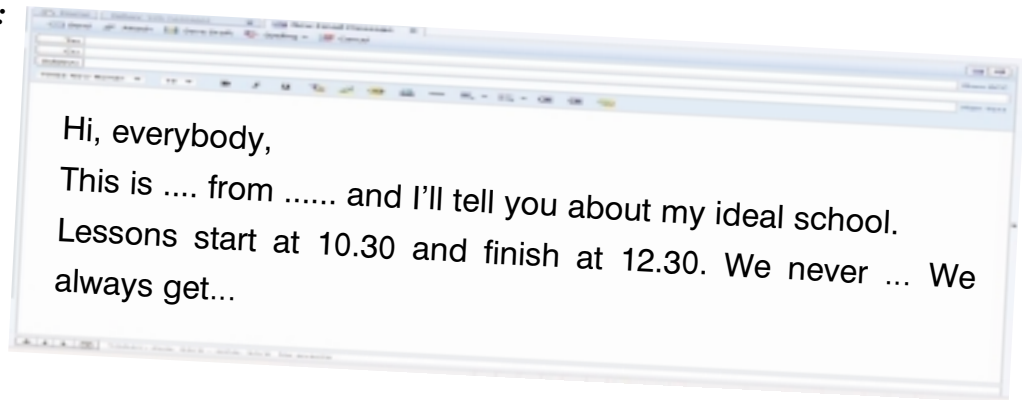 :
Hi, everybody,
This is .... from ...... and I'll tell you about my ideal school.
Lessons start at 10.30 and finish at 12.30. We never ... We
always get...